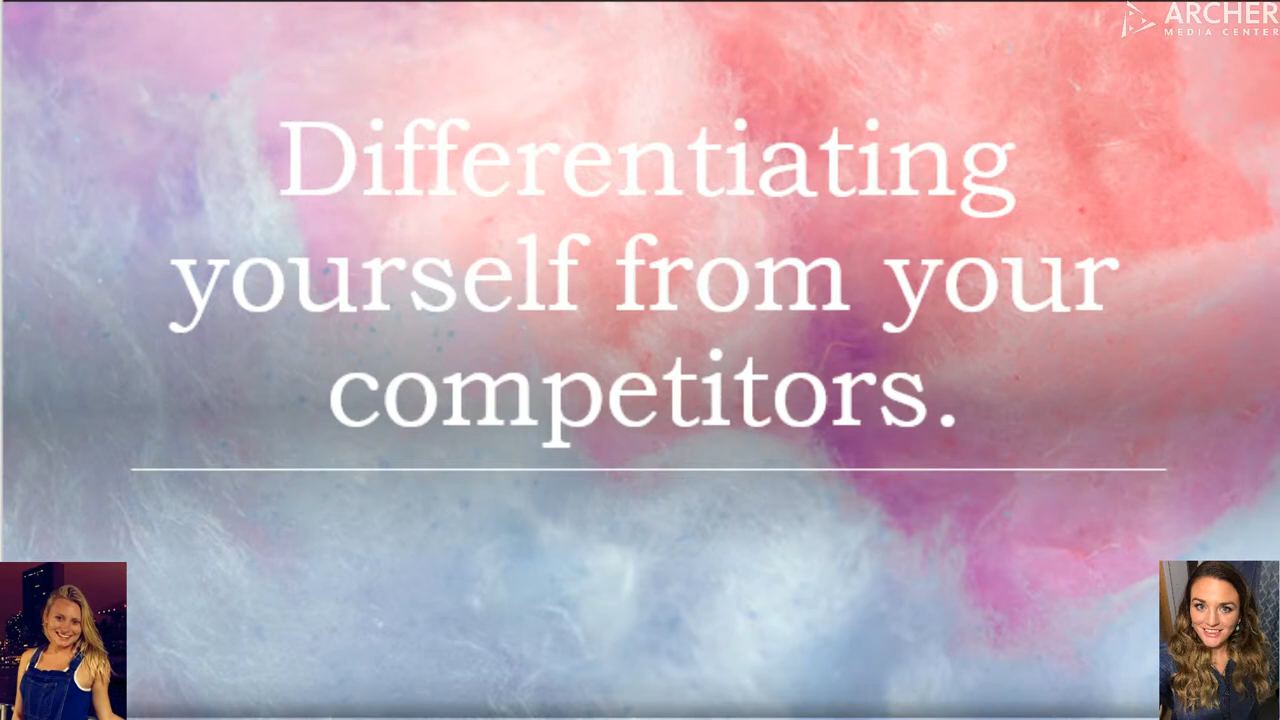 ARCHER
MEDIA CENTER
Differentiating
yourself from your
competitors.